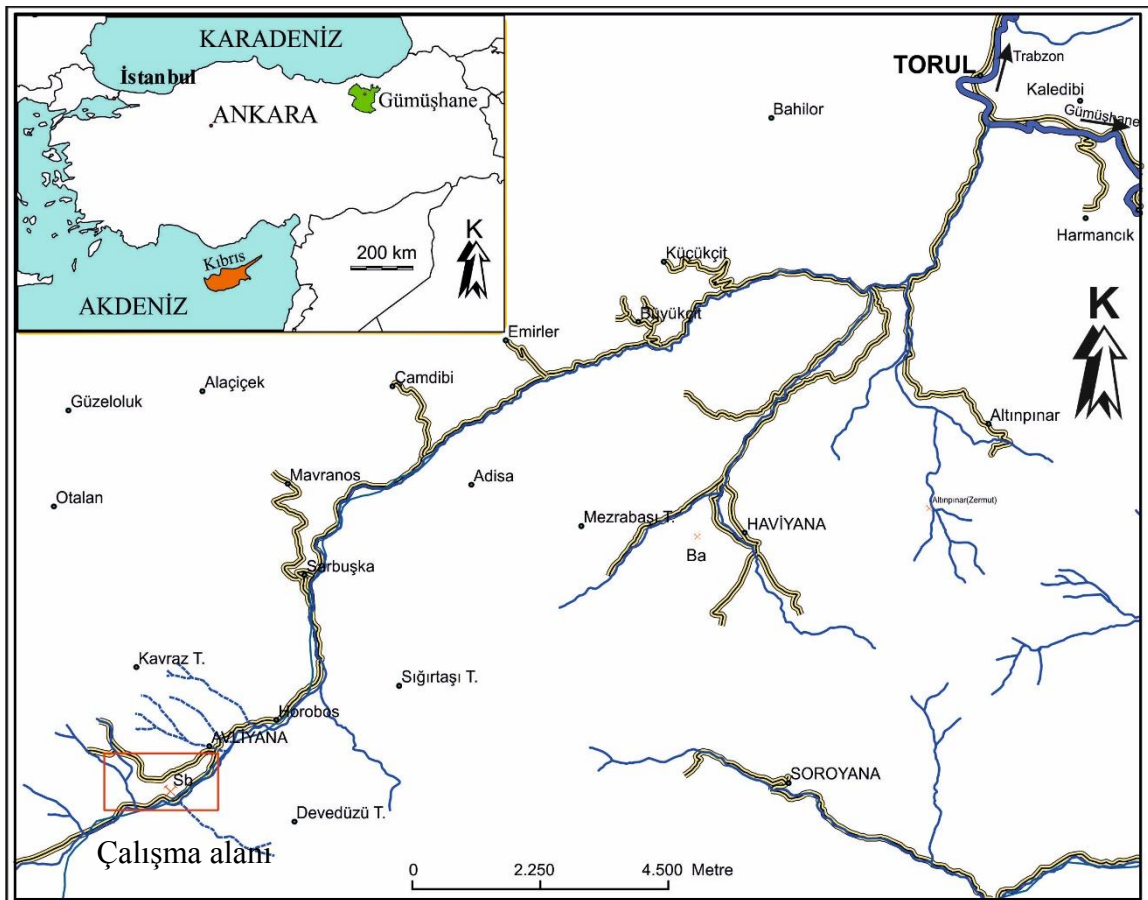 KARADENİZ
İstanbul
ANKARA
Gümüşhane
Kıbrıs
200 km
K
AKDENİZ
TORUL
Trabzon
Kaledibi
Gümüşhane
Bahilor
Harmancık
Küçükçit
Büyükçit
Emirler
K
Alaçiçek
Çamdibi
Güzeloluk
Altınpınar
Mavranos
Adisa
Otalan
Altınpınar(Zermut)
Mezrabaşı T.
HAVİYANA
Ba
Sarbuşka
Kavraz T.
Sığırtaşı T.
Horobos
AVLİYANA
Sb
SOROYANA
Devedüzü T.
Çalışma alani
0 2.250 4.500 Metre